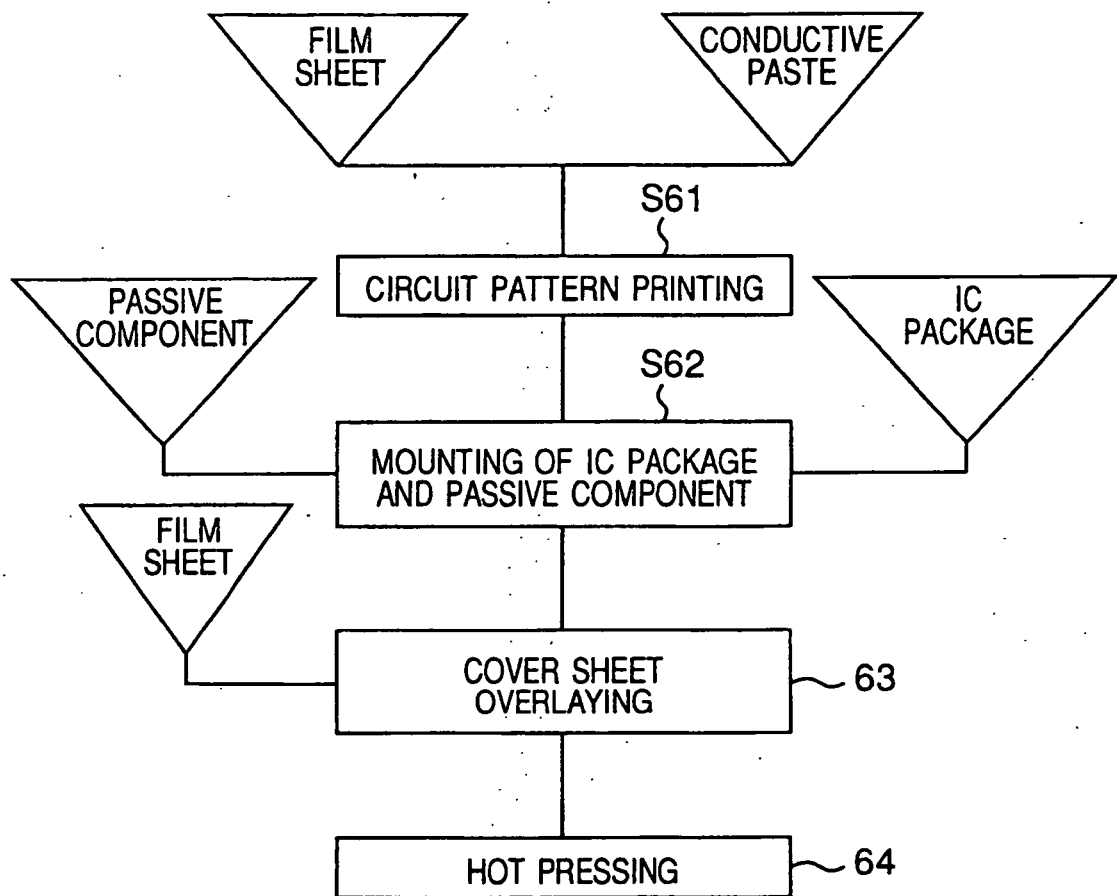 FILM
SHEET
CONDUCTIVE
PASTE
S61
CIRCUIT PATTERN PRINTING
PASSIVE
COMPONENT
IC
PACKAGE
S62
MOUNTING OF IC PACKAGE
AND PASSIVE COMPONENT
FILM
SHEET
COVER SHEET
OVERLAYING
63
HOT PRESSING
64